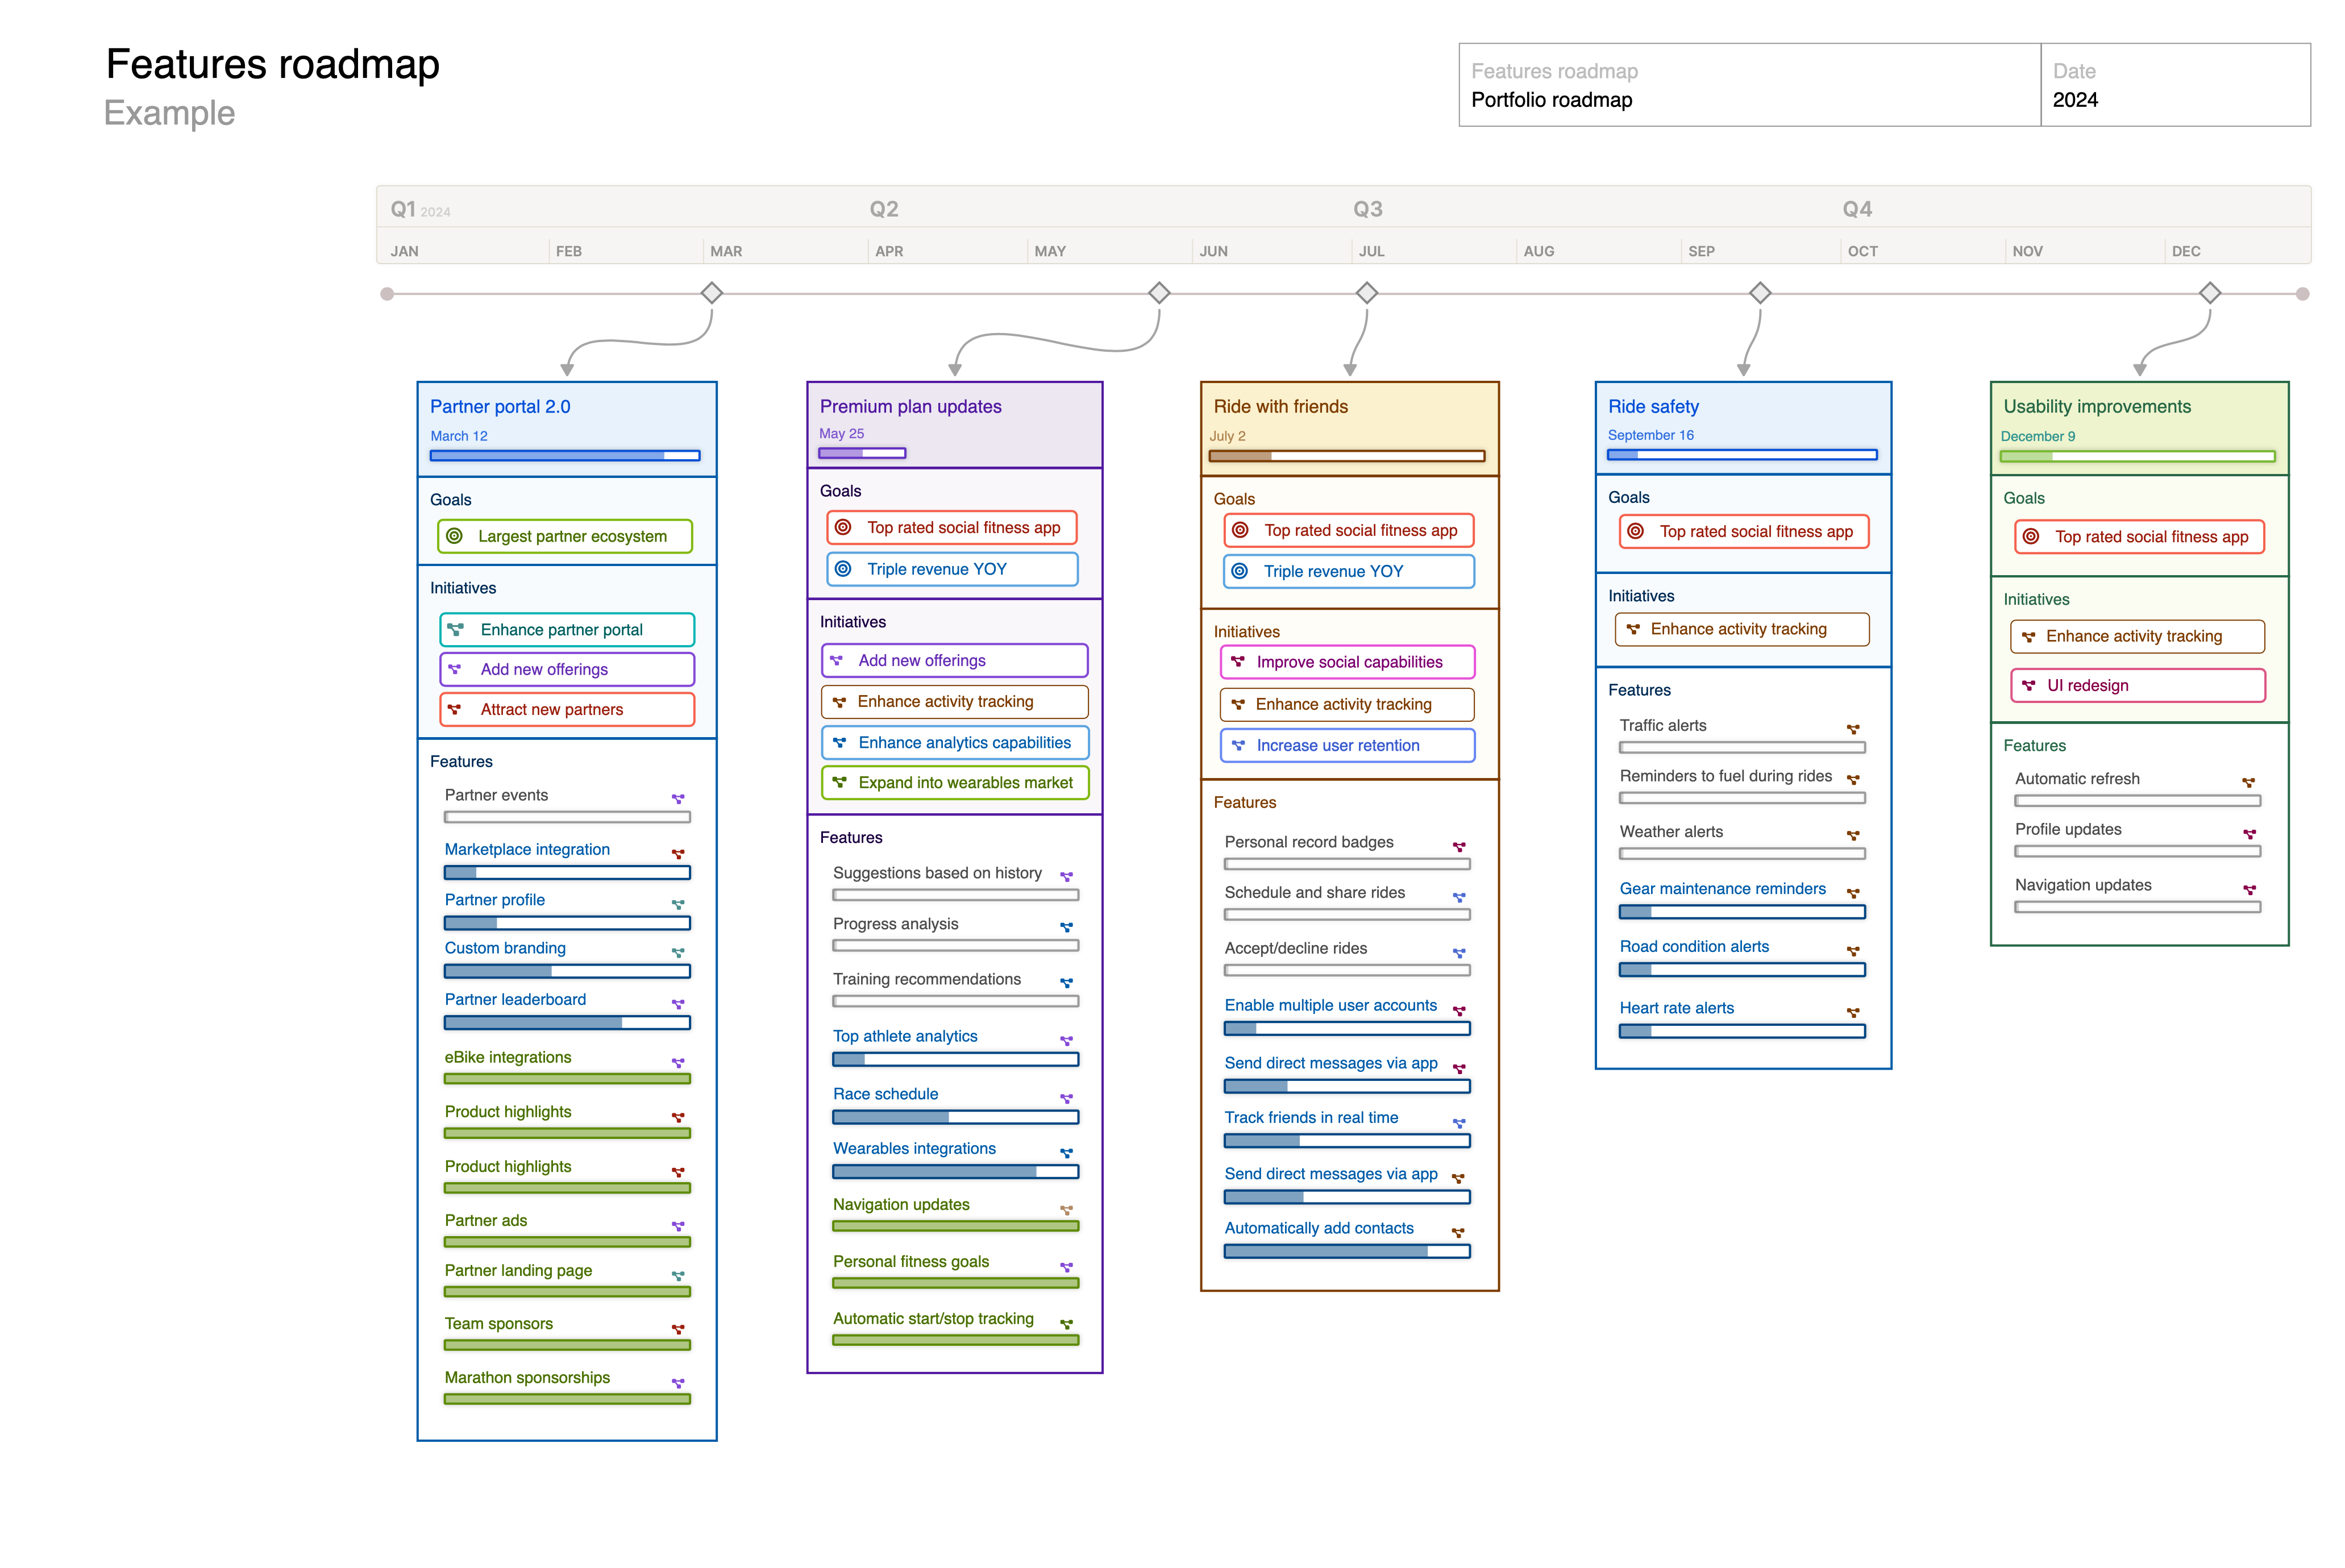 Features roadmap
Example
Features roadmap
Portfolio roadmap
Date
2024
Q1 2024
Q2
Q3
Q4
JAN
FEB
MAR
APR
MAY
JUN
JUL
AUG
SEP
OCT
NOV
DEC
Partner portal 2.0
March 12
Goals
Largest partner ecosystem
Initiatives
Enhance partner portal
Add new offerings
Attract new partners
Features
Partner events
Marketplace integration
Partner profile
Custom branding
Partner leaderboard
eBike integrations
Product highlights
Product highlights
Partner ads
Partner landing page
Team sponsors
Marathon sponsorships
Premium plan updates
May 25
Goals
Top rated social fitness app
Triple revenue YOY
Initiatives
Add new offerings
Enhance activity tracking
Enhance analytics capabilities
Expand into wearables market
Features
Suggestions based on history
Progress analysis
Training recommendations
Top athlete analytics
Race schedule
Wearables integrations
Navigation updates
Personal fitness goals
Automatic start/stop tracking
Ride with friends
July 2
Goals
Top rated social fitness app
Triple revenue YOY
Initiatives
Improve social capabilities
Enhance activity tracking
Increase user retention
Features
Personal record badges
Schedule and share rides
Accept/decline rides
Enable multiple user accounts
Send direct messages via app
Track friends in real time
Send direct messages via app
Automatically add contacts
Ride safety
September 16
Goals
Top rated social fitness app
Initiatives
Enhance activity tracking
Features
Traffic alerts
Reminders to fuel during rides
Weather alerts
Gear maintenance reminders
Road condition alerts
Heart rate alerts
Usability improvements
December 9
Goals
Top rated social fitness app
Initiatives
Enhance activity tracking
UI redesign
Features
Automatic refresh
Profile updates
Navigation updates